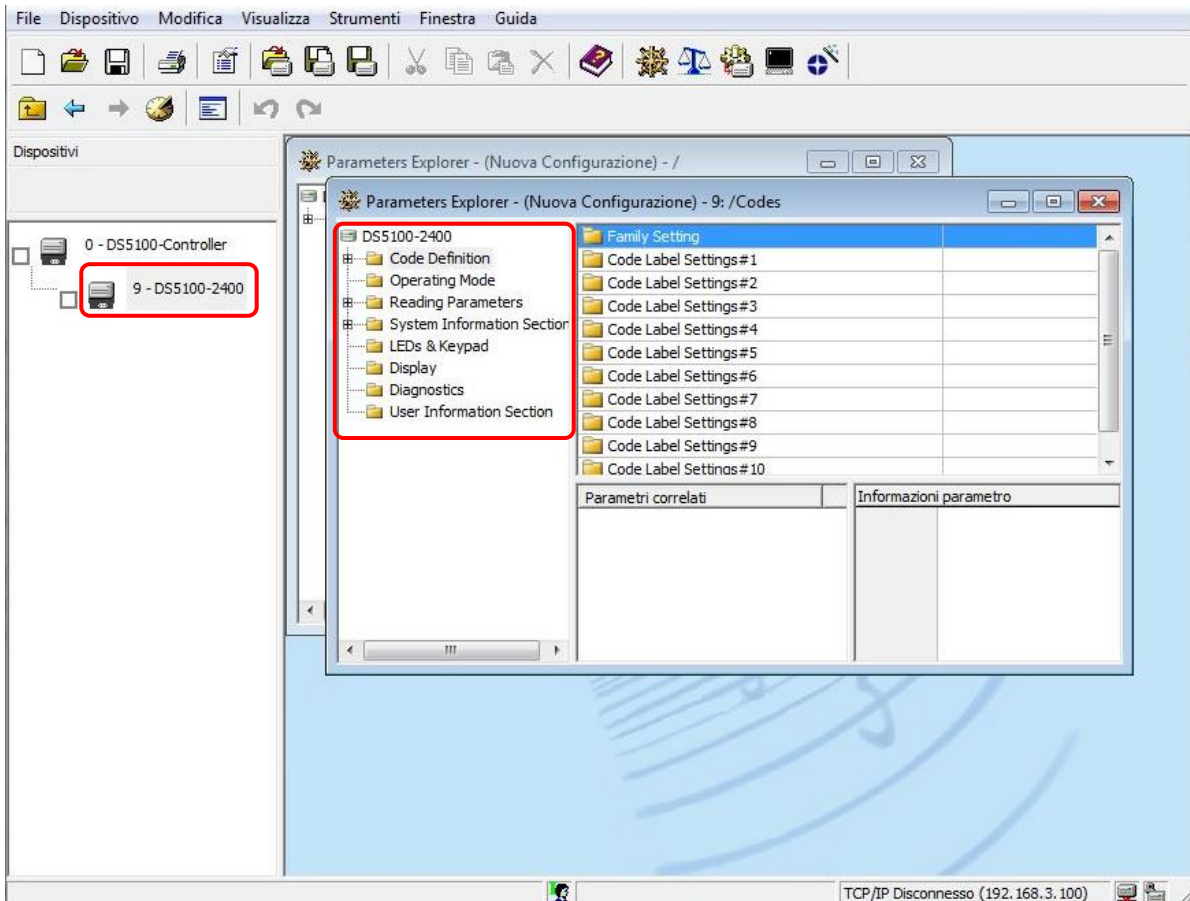 File Dispositivo Modifica Visualizza Strumenti Finestra Guida
Dispositivi
0 - DS5100-Controller
9 - DS5100-2400
Parameters Explorer - (Nuova Configurazione) - /
Parameters Explorer - (Nuova Configurazione) - 9: /Codes
DS5100-2400
Code Definition
Operating Mode
Reading Parameters
System Information Section
LEDs & Keypad
Display
Diagnostics
User Information Section
Family Setting
Code Label Settings#1
Code Label Settings#2
Code Label Settings#3
Code Label Settings#4
Code Label Settings#5
Code Label Settings#6
Code Label Settings#7
Code Label Settings#8
Code Label Settings#9
Code Label Settings#10
Parametri correlati
Informazioni parametro
TCP/IP Disconnesso (192.168.3.100)